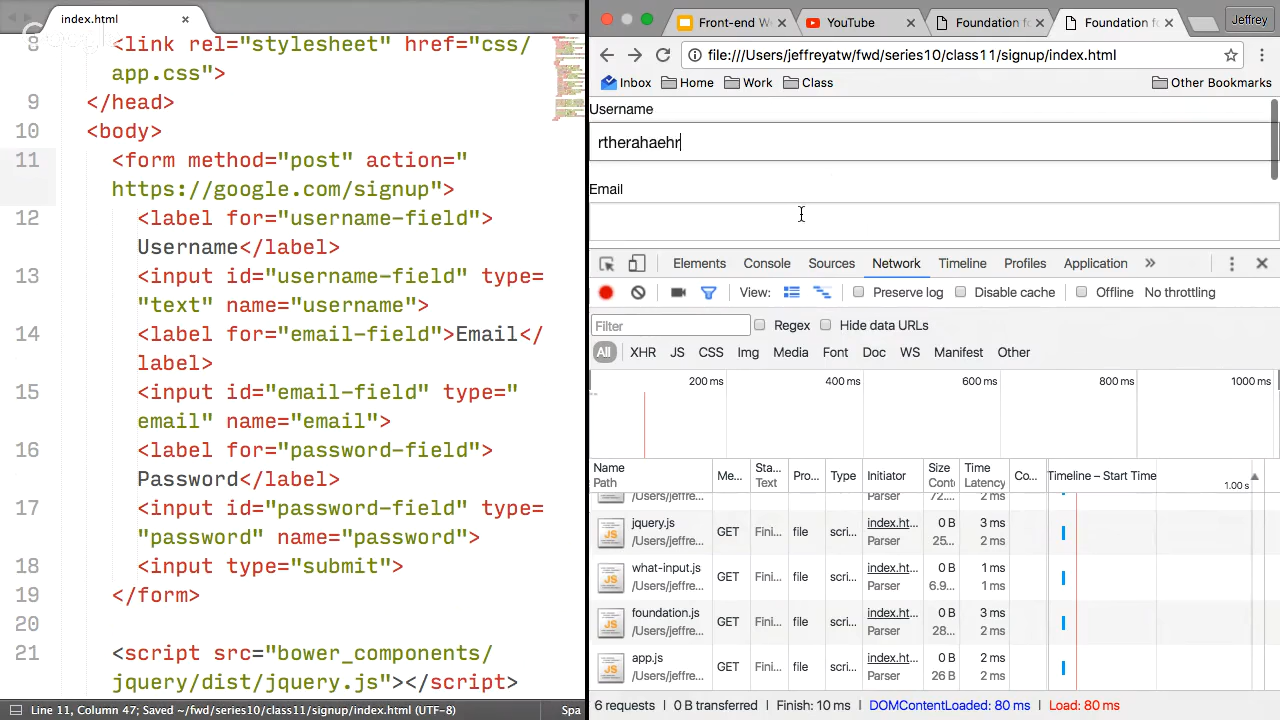 index.html
8 <link rel="stylesheet" href="css/
app.css">
9 </head>
10 <body>
11 <form method="post" action="
https://google.com/signup">
12 <label for="username-field">
Username</label>
13 <input id="username-field" type=
"text" name="username">
14 <label for="email-field">Email</
label>
15 <input id="email-field" type="
email" name="email">
16 <label for="password-field">
Password</label>
17 <input id="password-field" type=
"password" name="password">
18 <input type="submit">
19 </form>
20
21 <script src="bower_components/
jquery/dist/jquery.js"></script>
Line 11, Column 47; Saved ~/fwd/series10/class11/signup/index.html (UTF-8) Spa
Front-end We YouTube Foundation fo Foundation fo Jeffrey
file:///Users/jeffreybiles/fwd/series10/class11/signup/index.html
Inbox Home Work Class Other Bookmarks
Username
rtherahaehr
Email
Elements Console Sources Network Timeline Profiles Application »
View: Preserve log Disable cache Offline No throttling
Filter Regex Hide data URLs
All XHR JS CSS Img Media Font Doc WS Manifest Other
200 ms 400 ms 600 ms 800 ms 1000 ms
Name Me... Sta... Pro... Type Initiator Size Time Co... Timeline – Start Time
Path Text Cont Latency 1.00 s
/Users/jeffre... Parser 72.... 2 ms
jquery.js GET Fini... file scri... index.ht... 0 B 3 ms
/Users/jeffre... Parser 25... 2 ms
what-input.js GET Fini... file scri... index.ht... 0 B 1 ms
/Users/jeffre... Parser 6.9... 1 ms
foundation.js GET Fini... file scri... index.ht... 0 B 3 ms
/Users/jeffre... Parser 28... 2 ms
app.js GET Fini... file scri... index.ht... 0 B 2 ms
/Users/jeffre... Parser 26 B 2 ms
6 requests | 0 B transferred | Finish: 10 ms | DOMContentLoaded: 80 ms | Load: 80 ms